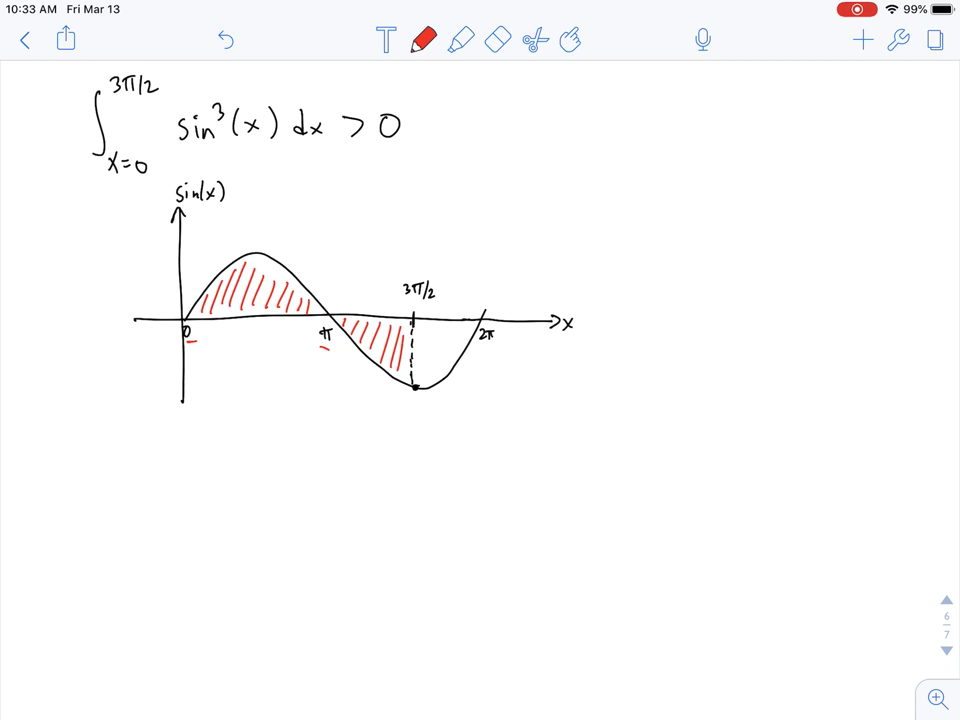 10:33 AM Fri Mar 13
99%
T
3π/2
∫ sin³(x) dx > 0
x=0
sin(x)
3π/2
0 π 2π x
6
7